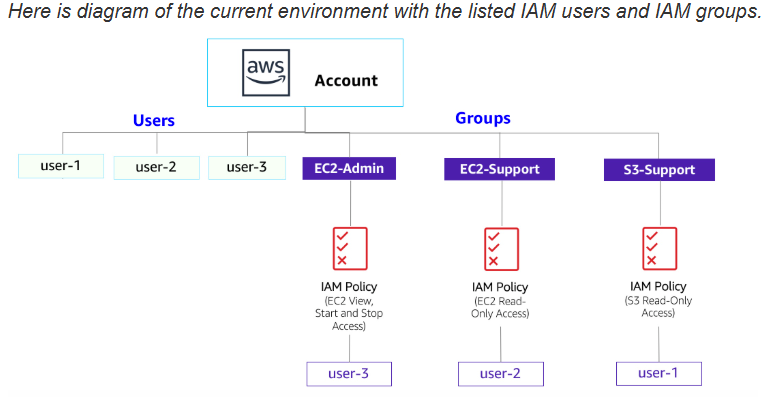 Here is diagram of the current environment with the listed IAM users and IAM groups.
aws
Account
Users
Groups
user-1
user-2
user-3
EC2-Admin
EC2-Support
S3-Support
IAM Policy
(EC2 View,
Start and Stop
Access)
IAM Policy
(EC2 Read-
Only Access)
IAM Policy
(S3 Read-Only
Access)
user-3
user-2
user-1